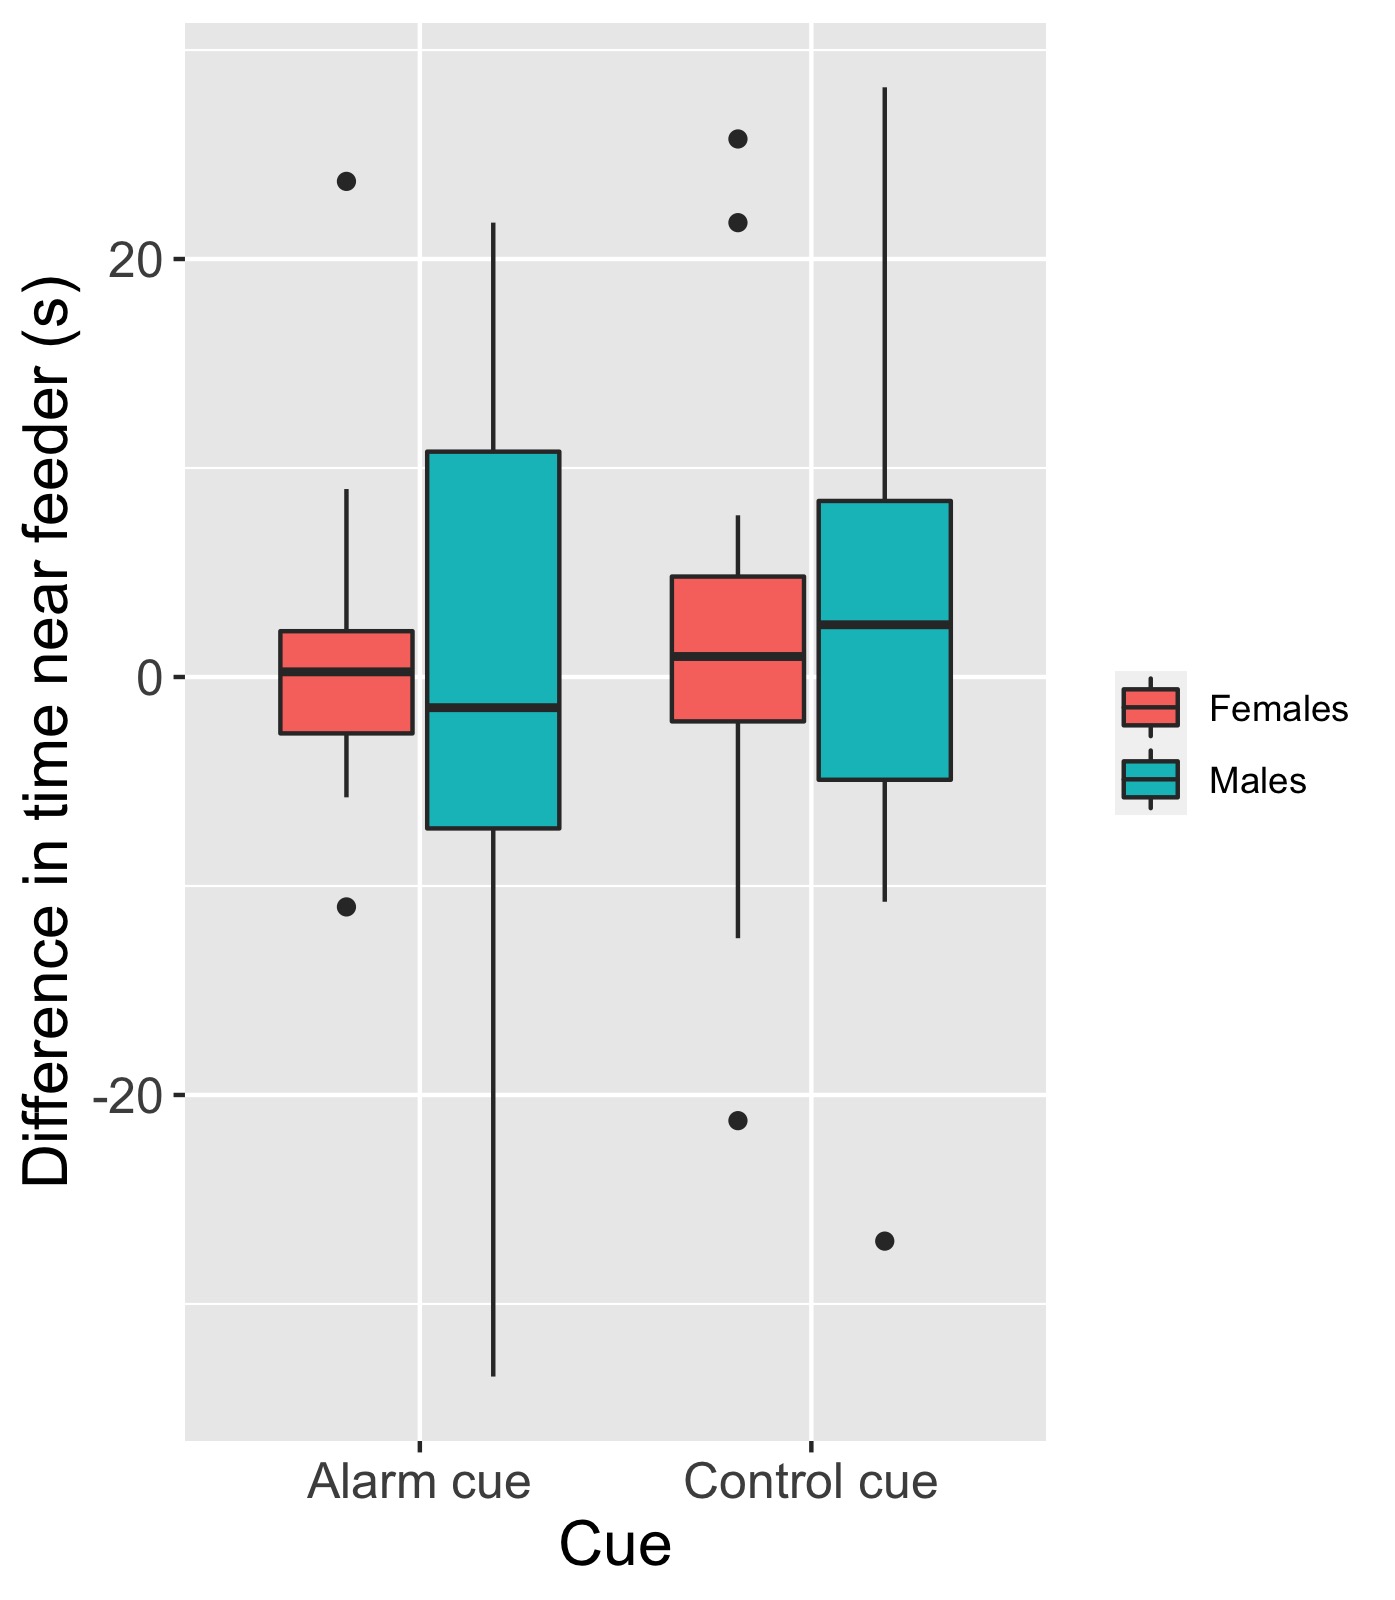 Difference in time near feeder (s)
20
0
-20
Alarm cue
Control cue
Cue
Females
Males